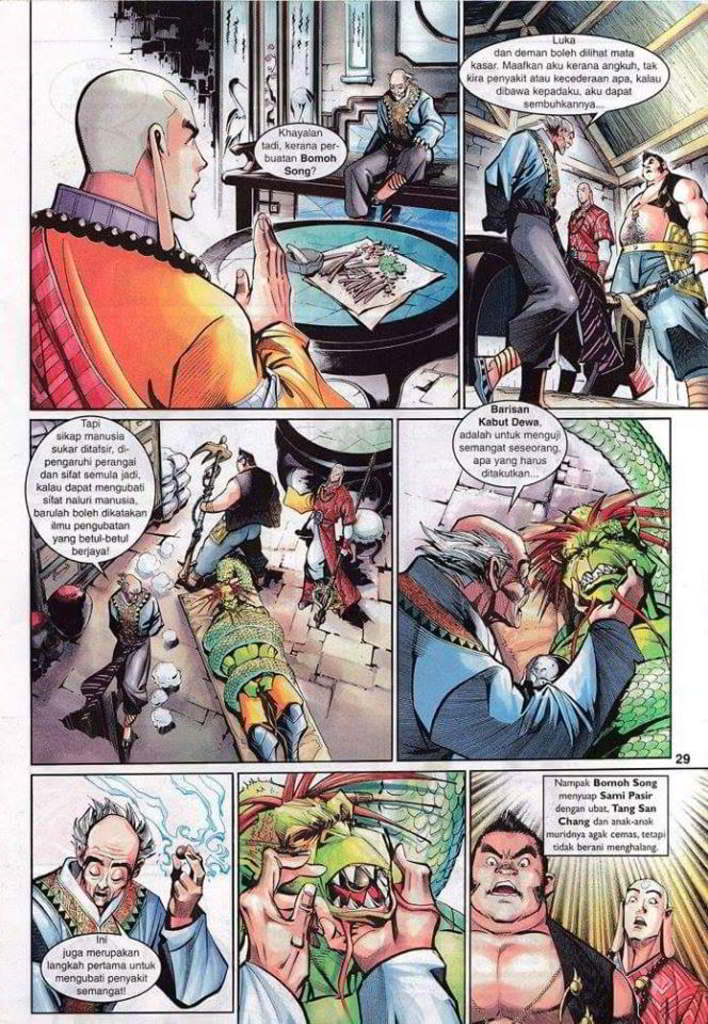 Khayalan
tadi, kerana per-
buatan Bomoh
Song?
Luka
dan deman boleh dilihat mata
kasar. Maafkan aku kerana angkuh, tak
kira penyakit atau kecederaan apa, kalau
dibawa kepadaku, aku dapat
sembuhkannya..
Tapi
sikap manusia
sukar ditafsir, di-
pengaruhi perangai
dan sifat semula jadi,
kalau dapat mengubati
sifat naluri manusia,
barulah boleh dikatakan
ilmu pengubatan
yang betul-betul
berjaya!
Barisan
Kabut Dewa,
adalah untuk menguji
semangat seseorang,
apa yang harus
ditakutkan...
29
Ini
juga merupakan
langkah pertama untuk
mengubati penyakit
semangat!
Nampak Bomoh Song
menyuap Sami Pasir
dengan ubat, Tang San
Chang dan anak-anak
muridnya agak cemas, tetapi
tidak berani menghalang.